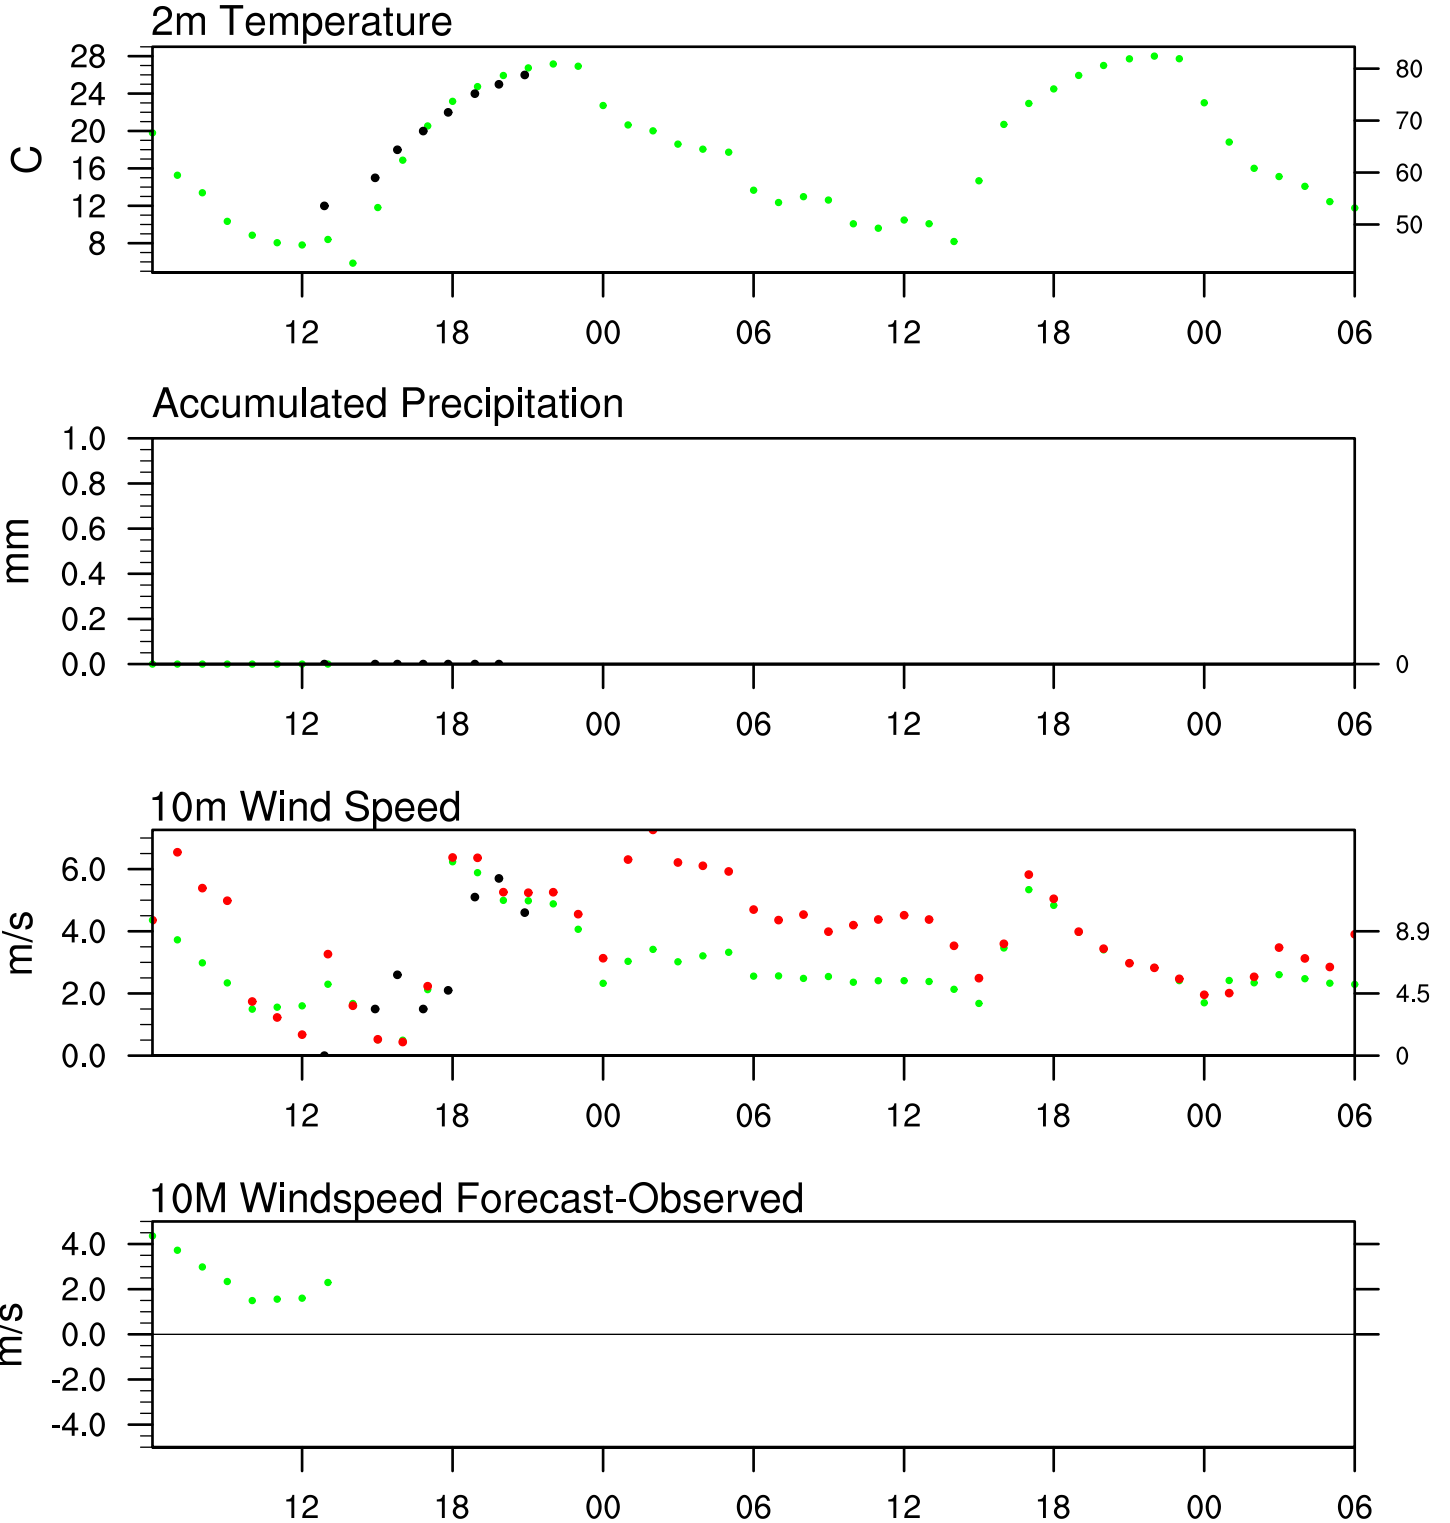 2m Temperature
28
24
20
16
12
8
C
80
70
60
50
12 18 00 06 12 18 00 06
Accumulated Precipitation
1.0
0.8
0.6
0.4
0.2
0.0
mm
0
12 18 00 06 12 18 00 06
10m Wind Speed
6.0
4.0
2.0
0.0
m/s
8.9
4.5
0
12 18 00 06 12 18 00 06
10M Windspeed Forecast-Observed
4.0
2.0
0.0
-2.0
-4.0
m/s
12 18 00 06 12 18 00 06